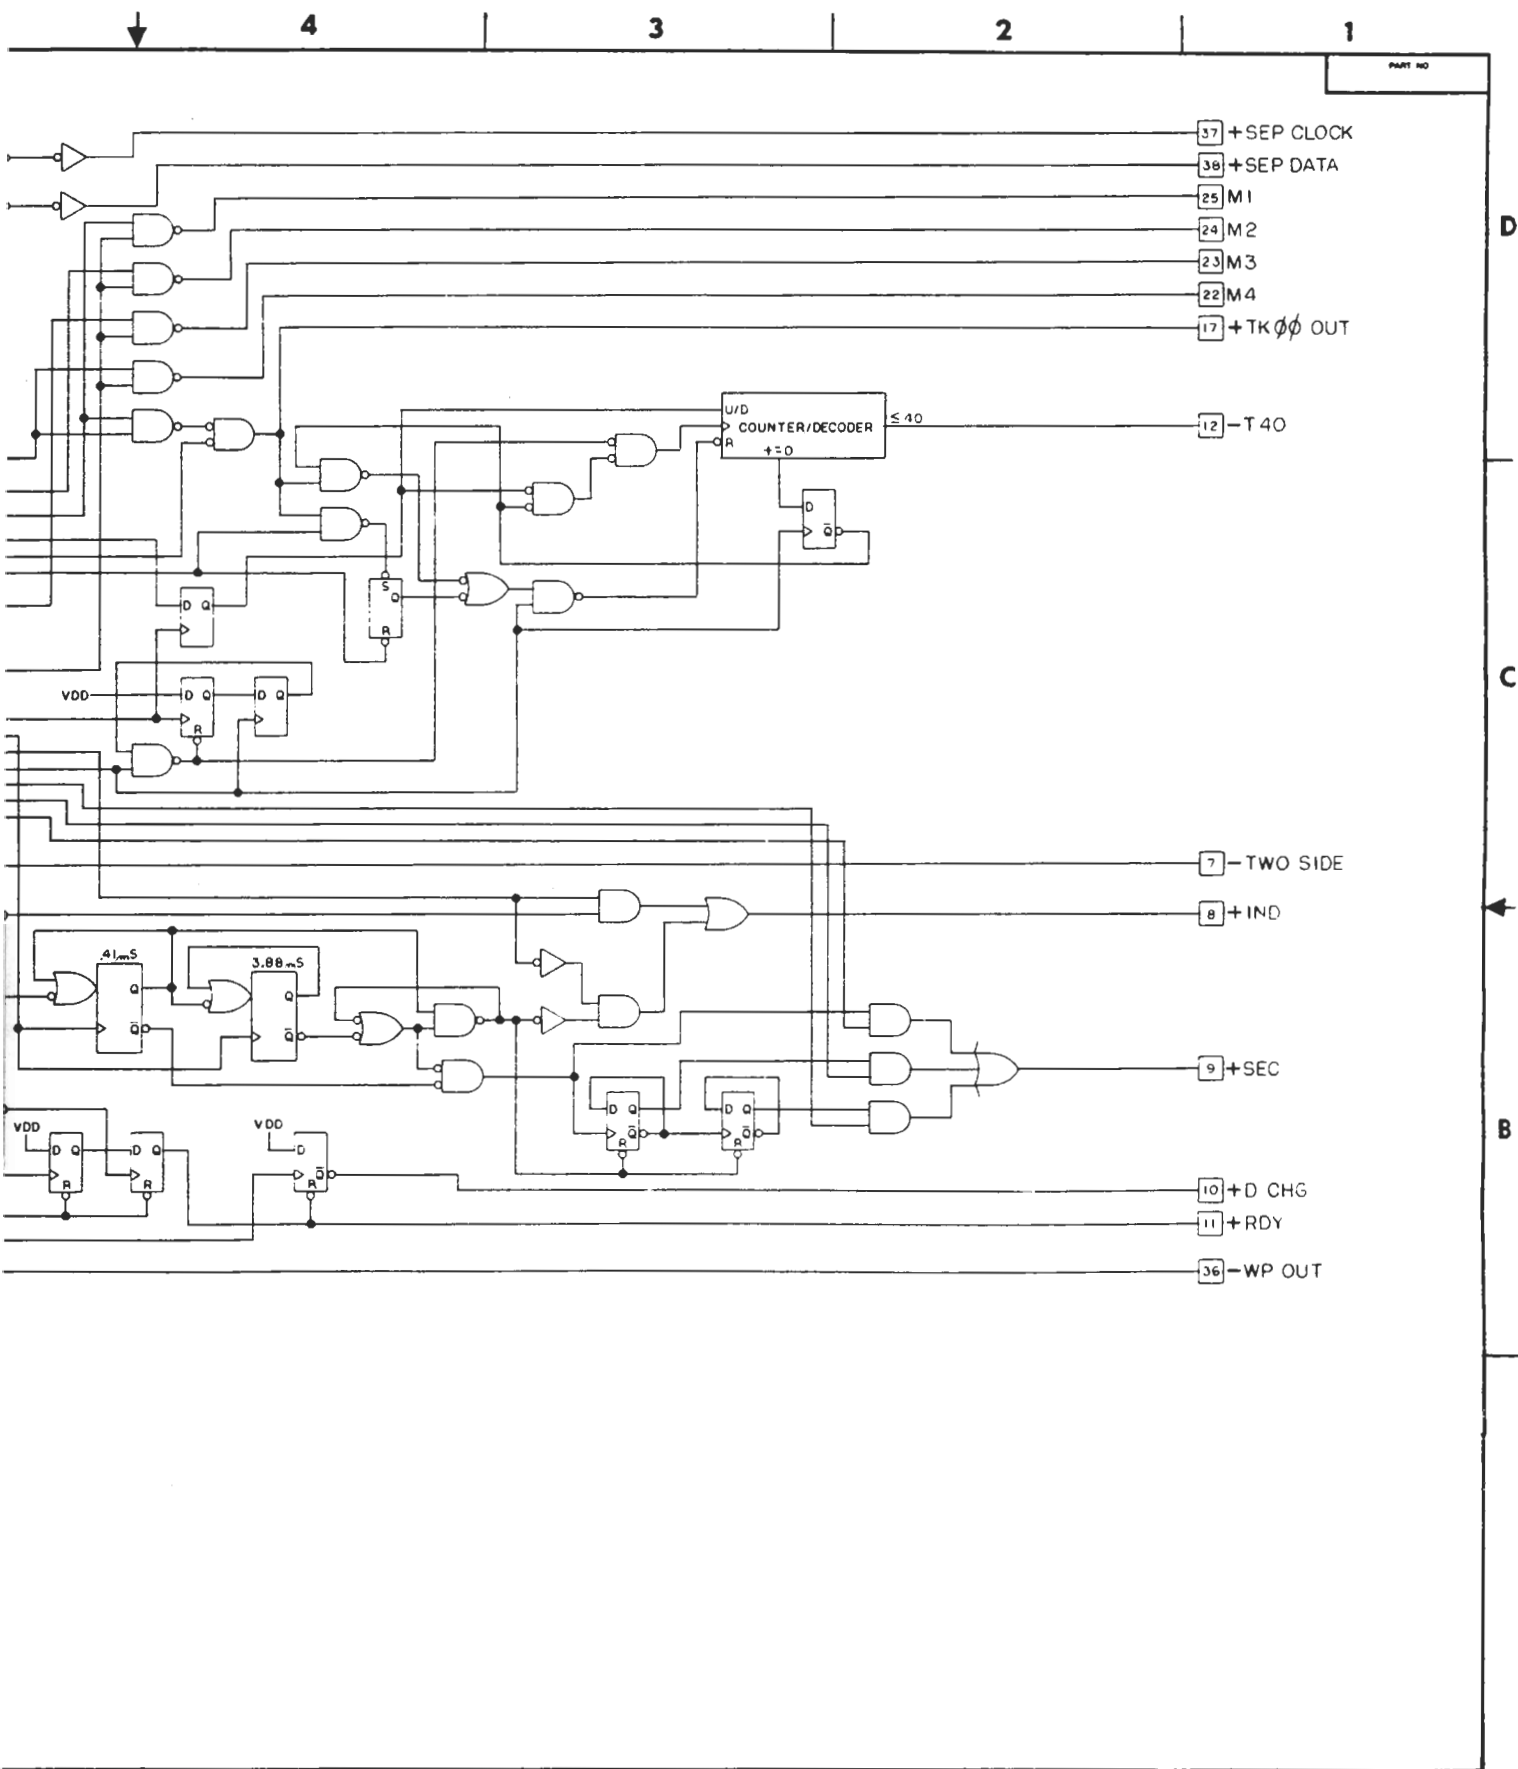 4 3 2 1
PART NO
37 +SEP CLOCK
38 +SEP DATA
25 M1
D
24 M2
23 M3
22 M4
17 +TKØØ OUT
U/D
COUNTER/DECODER
R
+=0
≤40
12 -T40
D
Q̅
S
Q
R
D Q
C
VDD
D Q
R
D Q
7 -TWO SIDE
8 +IND
.41mS
Q
Q̅
3.88mS
Q
Q̅
9 +SEC
D Q
Q̅
R
D Q
Q̅
R
B
VDD
D Q
R
D Q
R
VDD
D
Q̅
R
10 +D CHG
11 +RDY
36 -WP OUT